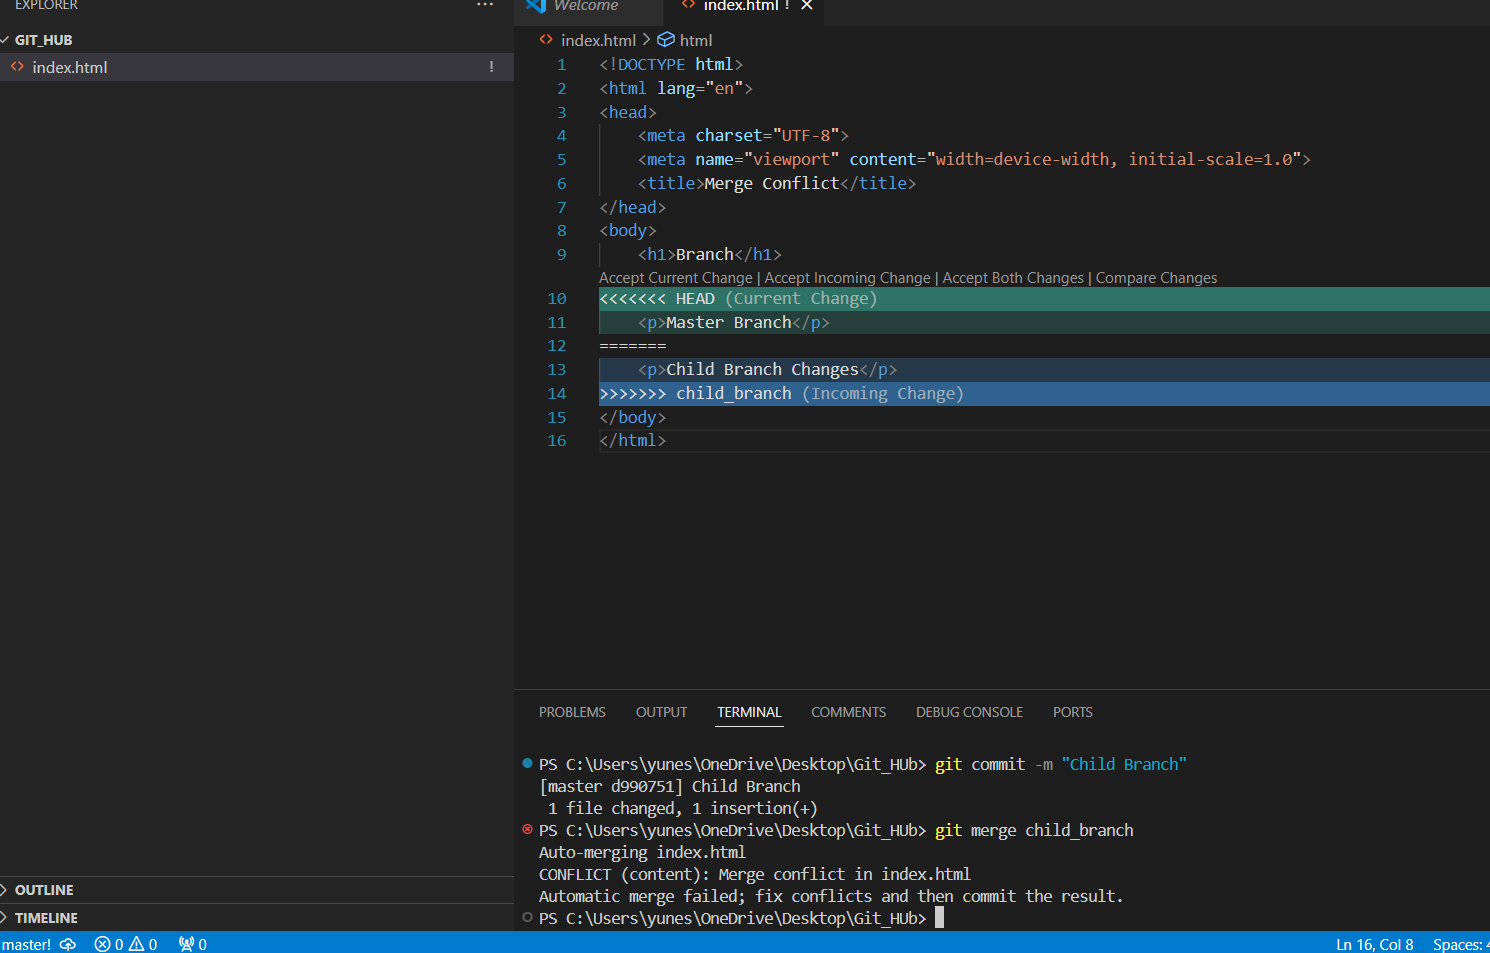 EXPLORER ···
Welcome
index.html ! ×
GIT_HUB
index.html !
index.html > html
1 <!DOCTYPE html>
2 <html lang="en">
3 <head>
4 <meta charset="UTF-8">
5 <meta name="viewport" content="width=device-width, initial-scale=1.0">
6 <title>Merge Conflict</title>
7 </head>
8 <body>
9 <h1>Branch</h1>
Accept Current Change | Accept Incoming Change | Accept Both Changes | Compare Changes
10 <<<<<<< HEAD (Current Change)
11 <p>Master Branch</p>
12 =======
13 <p>Child Branch Changes</p>
14 >>>>>>> child_branch (Incoming Change)
15 </body>
16 </html>
PROBLEMS OUTPUT TERMINAL COMMENTS DEBUG CONSOLE PORTS
PS C:\Users\yunes\OneDrive\Desktop\Git_HUb> git commit -m "Child Branch"
[master d990751] Child Branch
1 file changed, 1 insertion(+)
PS C:\Users\yunes\OneDrive\Desktop\Git_HUb> git merge child_branch
Auto-merging index.html
CONFLICT (content): Merge conflict in index.html
Automatic merge failed; fix conflicts and then commit the result.
PS C:\Users\yunes\OneDrive\Desktop\Git_HUb>
OUTLINE
TIMELINE
master! 0 0 0
Ln 16, Col 8 Spaces: